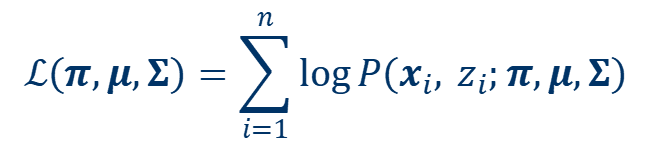 ℒ(𝝅, 𝝁, 𝚺) = ∑_{i=1}^{n} log P(𝒙_i, z_i; 𝝅, 𝝁, 𝚺)